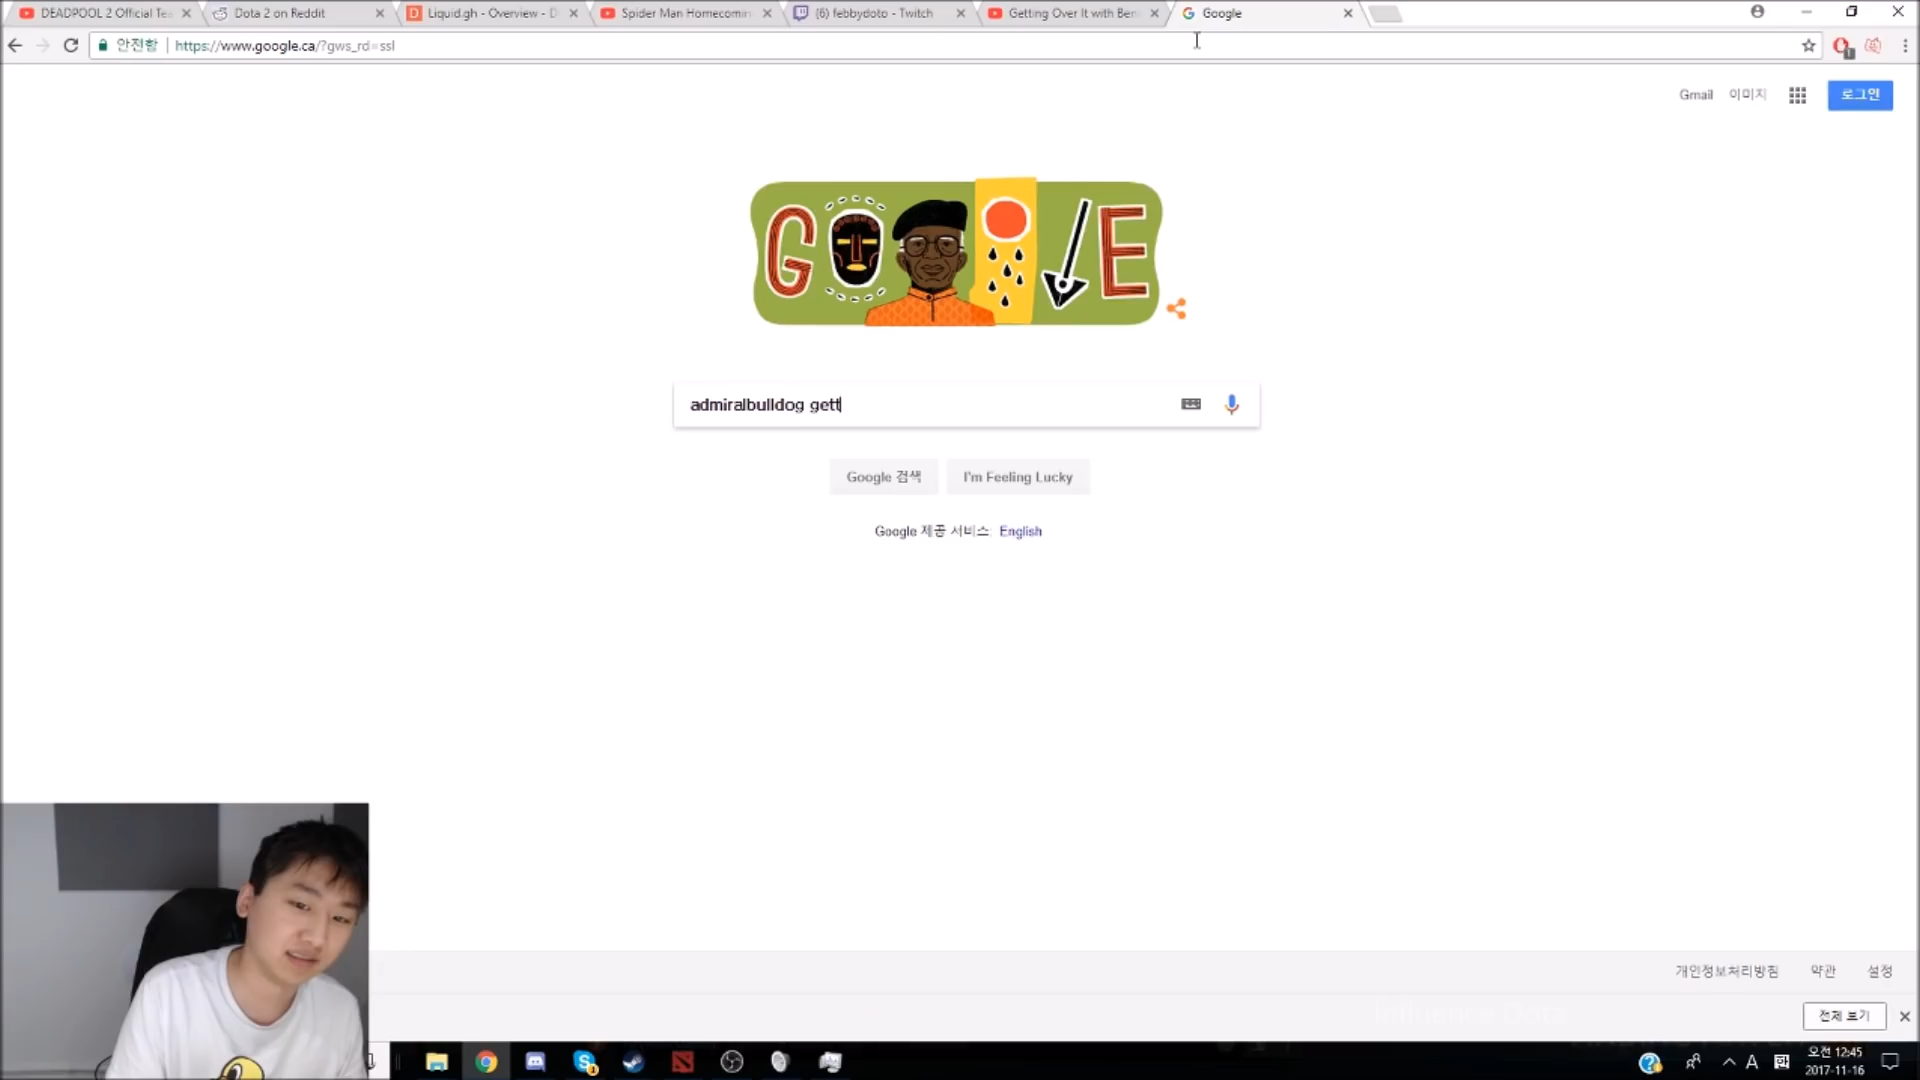 DEADPOOL 2 Official Tea
Dota 2 on Reddit
Liquid.gh - Overview - D
Spider Man Homecomin
(6) febbydoto - Twitch
Getting Over It with Ben
Google
안전함
https://www.google.ca/?gws_rd=ssl
Gmail 이미지
로그인
admiralbulldog gett
Google 검색
I'm Feeling Lucky
Google 제공 서비스: English
개인정보처리방침 약관 설정
전체 보기
A
오전 12:45
2017-11-16